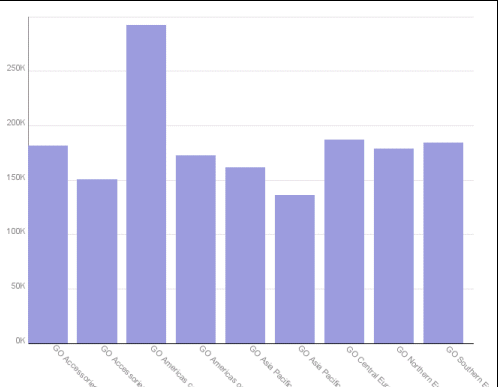 250K
200K
150K
100K
50K
0K
GO Accessories
GO Accessories
GO Americas
GO Americas
GO Asia Pacific
GO Asia Pacific
GO Central Eur
GO Northern E
GO Southern E